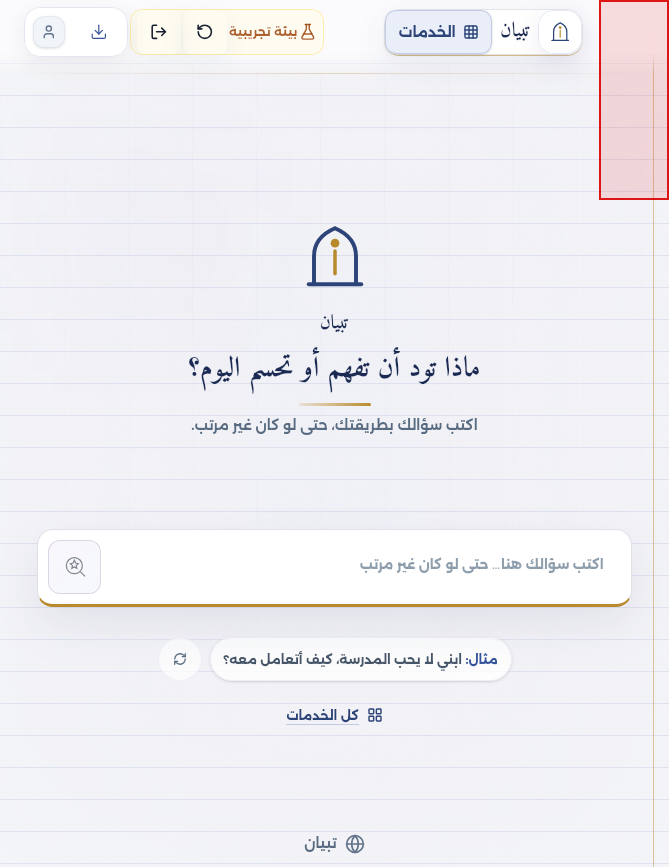 تبيان
الخدمات
بيئة تجريبية
تبيان
ماذا تود أن تفهم أو تحسم اليوم؟
اكتب سؤالك بطريقتك، حتى لو كان غير مرتب.
اكتب سؤالك هنا... حتى لو كان غير مرتب
مثال: ابني لا يحب المدرسة، كيف أتعامل معه؟
كل الخدمات
تبيان